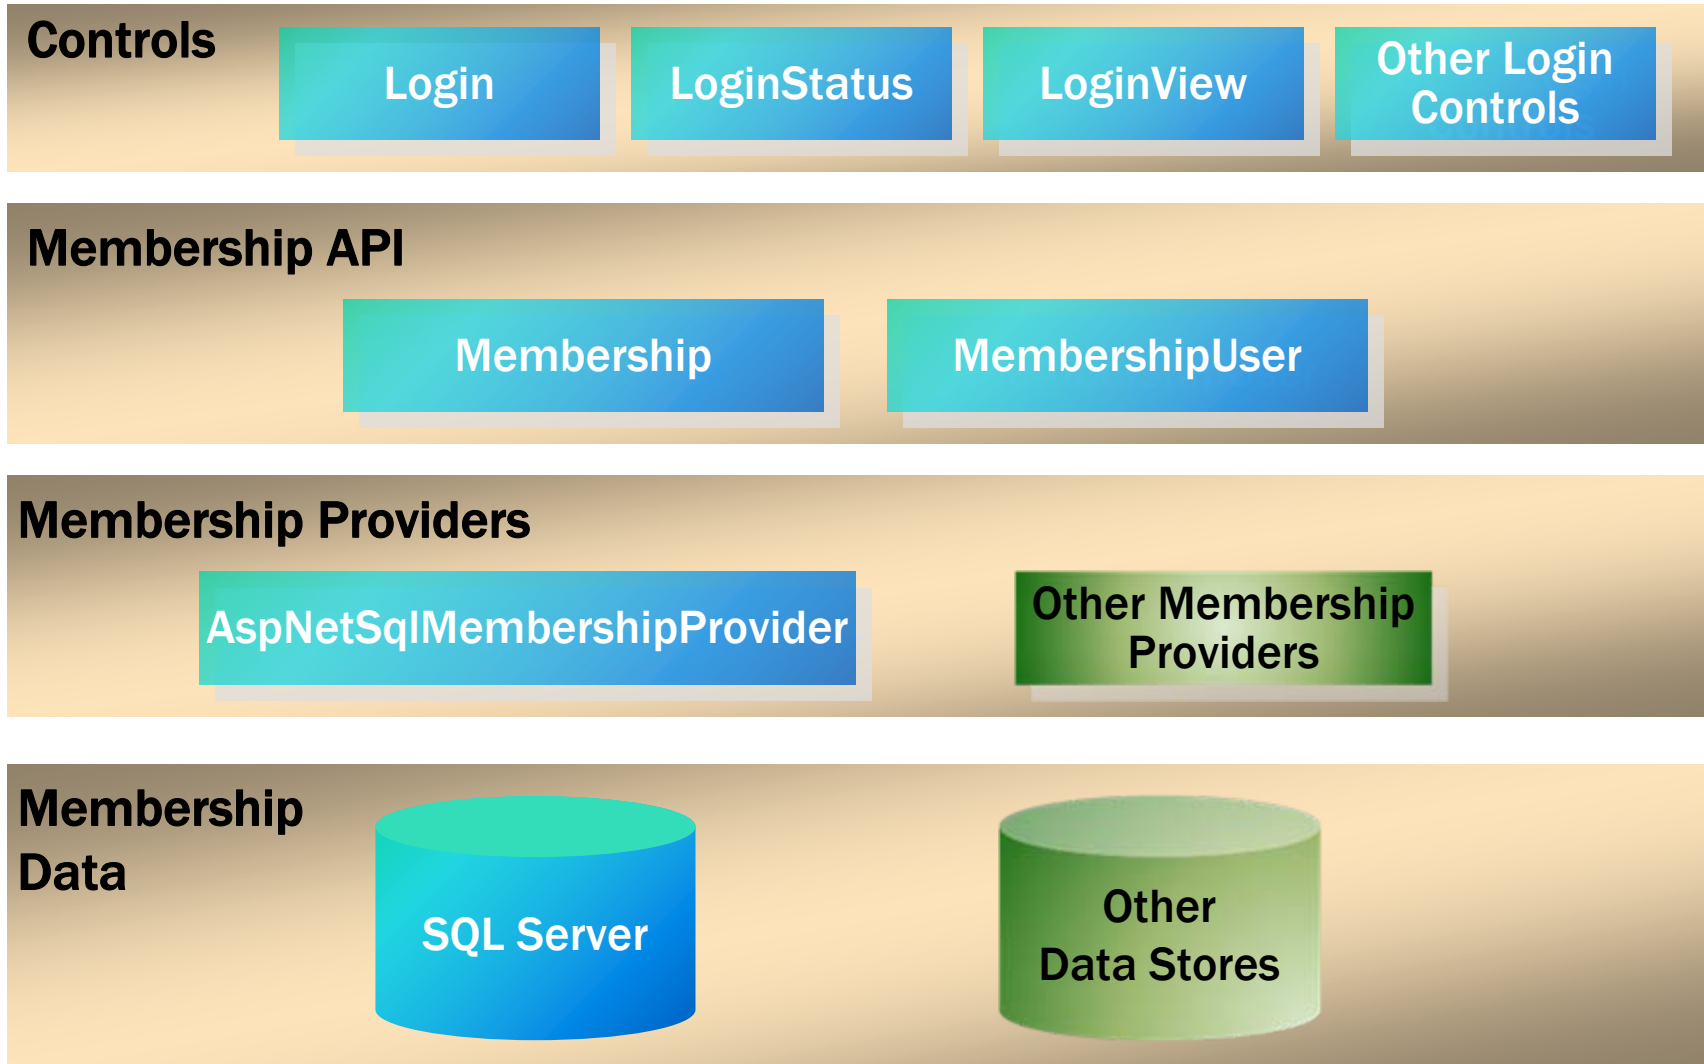 Controls
Login
LoginStatus
LoginView
Other Login
Controls
Membership API
Membership
MembershipUser
Membership Providers
AspNetSqlMembershipProvider
Other Membership
Providers
Membership
Data
SQL Server
Other
Data Stores